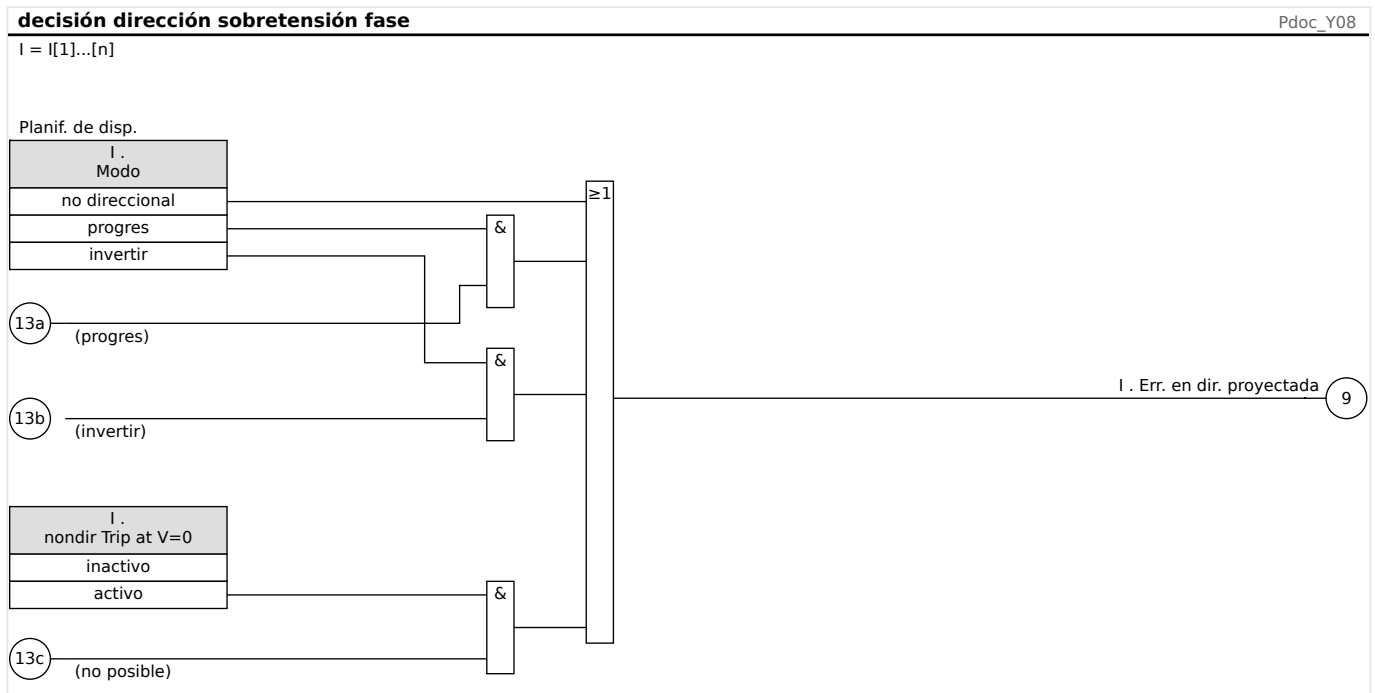 decisión dirección sobretensión fase
Pdoc_Y08
I = I[1]...[n]
Planif. de disp.
I .
Modo
no direccional
progres
invertir
≥1
&
13a
(progres)
&
13b
(invertir)
I . Err. en dir. proyectada
9
I .
nondir Trip at V=0
inactivo
activo
&
13c
(no posible)